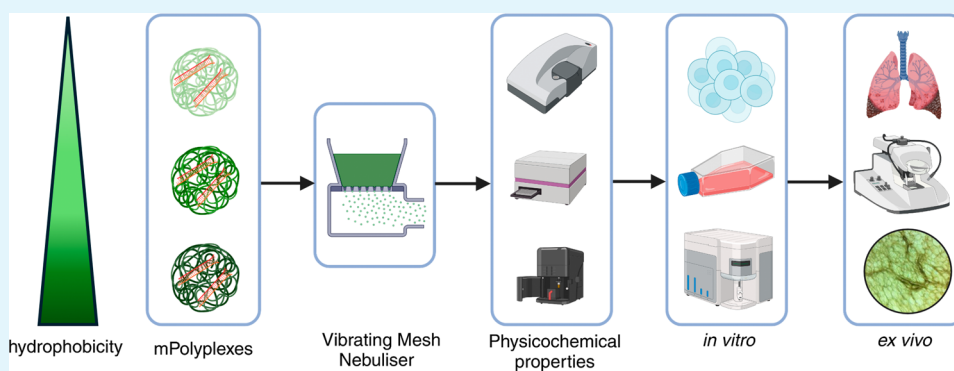 hydrophobicity
mPolyplexes
Vibrating Mesh
Nebuliser
Physicochemical
properties
in vitro
ex vivo